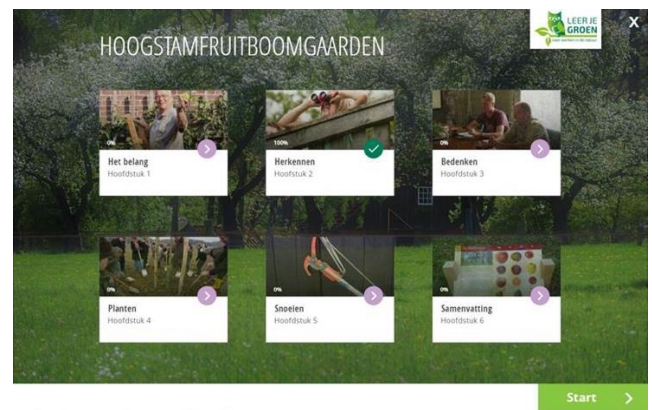 LEER JE
GROEN
X
HOOGSTAMFRUITBOOMGAARDEN
0%
Het belang
Hoofdstuk 1
100%
Herkennen
Hoofstuk 2
0%
Bedenken
Hoofdstuk 3
0%
Planten
Hoofdstuk 4
0%
Snoeien
Hoofdstuk 5
0%
Samenvatting
Hoofdstuk 6
Start